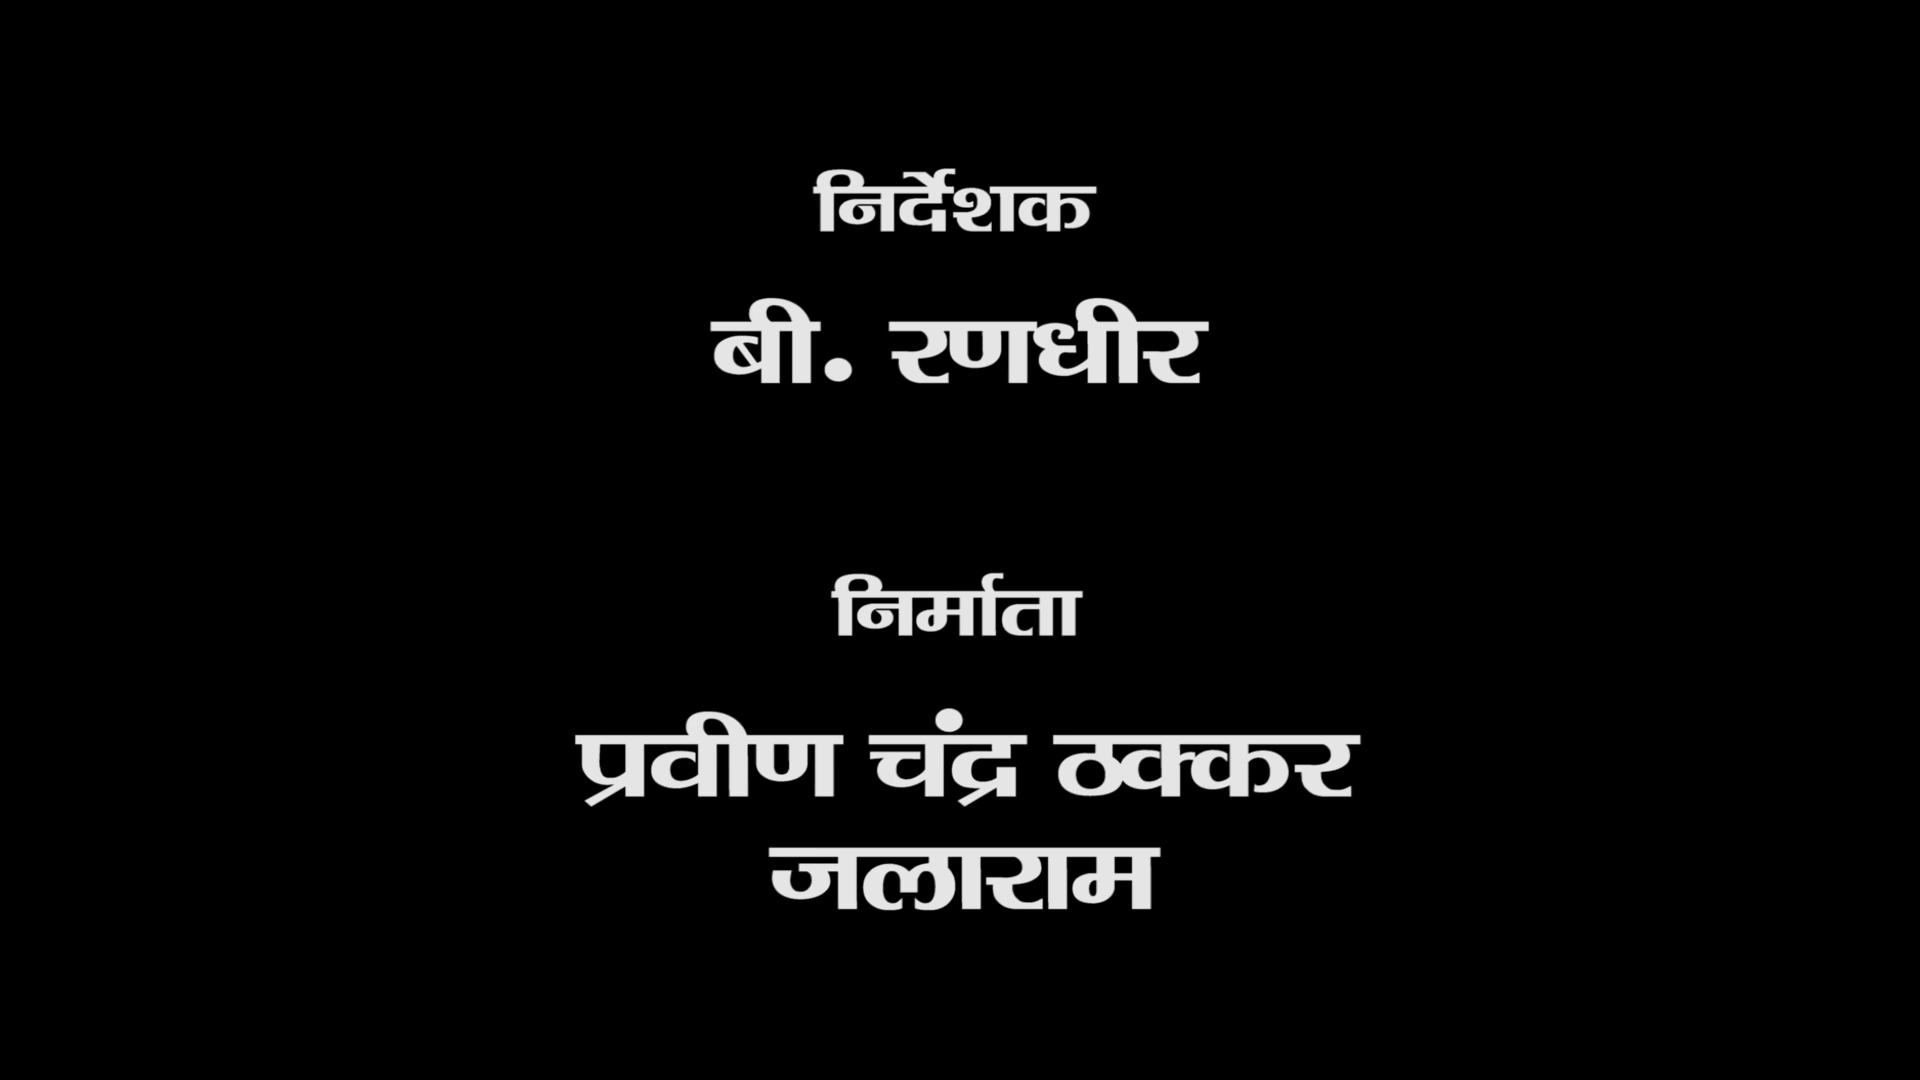 निर्देशक
बी. रणधीर
निर्माता
प्रवीण चंद्र ठक्कर
जलाराम